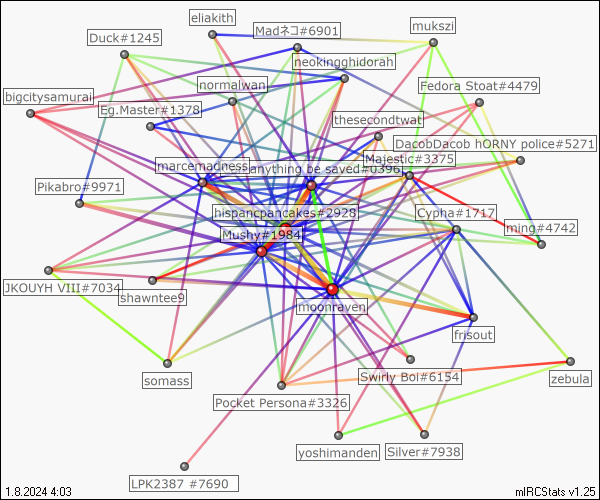 eliakith
Madネコ#6901
mukszi
Duck#1245
neokingghidorah
normalwan
Fedora Stoat#4479
bigcitysamurai
Eg.Master#1378
thesecondtwat
DacobDacob hORNY police#5271
marcemadness
anything be saved#0396
Majestic#3375
Pikabro#9971
hispancpancakes#2928
Cypha#1717
Mushy#1984
ming#4742
JKOUYH VIII#7034
shawntee9
moonraven
frisout
somass
Swirly Boi#6154
zebula
Pocket Persona#3326
yoshimanden
Silver#7938
LPK2387 #7690
1.8.2024 4:03
mIRCStats v1.25